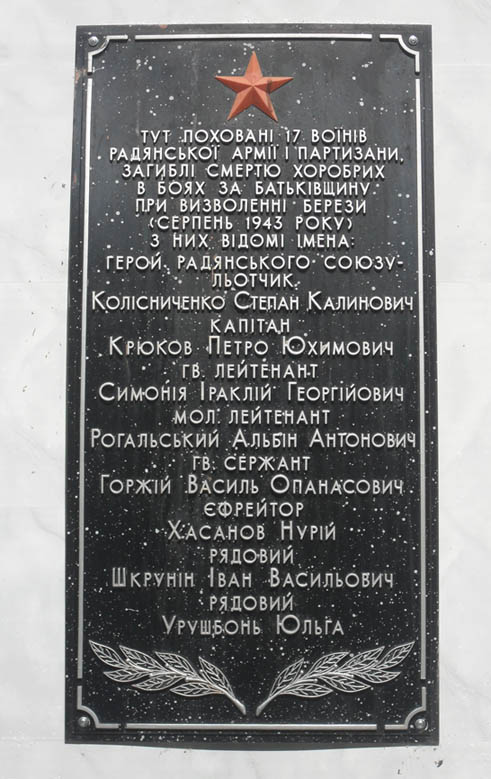 ТУТ ПОХОВАНІ 17 ВОЇНІВ
РАДЯНСЬКОЇ АРМІЇ І ПАРТИЗАНИ,
ЗАГИБЛІ СМЕРТЮ ХОРОБРИХ
В БОЯХ ЗА БАТЬКІВЩИНУ
ПРИ ВИЗВОЛЕННІ БЕРЕЗИ
(СЕРПЕНЬ 1943 РОКУ)
З НИХ ВІДОМІ ІМЕНА:
ГЕРОЙ РАДЯНСЬКОГО СОЮЗУ-
ЛЬОТЧИК
КОЛІСНИЧЕНКО СТЕПАН КАЛИНОВИЧ
КАПІТАН
КРЮКОВ ПЕТРО ЮХИМОВИЧ
ГВ. ЛЕЙТЕНАНТ
СИМОНІЯ ІРАКЛІЙ ГЕОРГІЙОВИЧ
МОЛ. ЛЕЙТЕНАНТ
РОГАЛЬСЬКИЙ АЛЬБІН АНТОНОВИЧ
ГВ. СЕРЖАНТ
ГОРЖІЙ ВАСИЛЬ ОПАНАСОВИЧ
ЄФРЕЙТОР
ХАСАНОВ НУРІЙ
РЯДОВИЙ
ШКРУНІН ІВАН ВАСИЛЬОВИЧ
РЯДОВИЙ
УРУШБОНЬ ЮЛЬГА